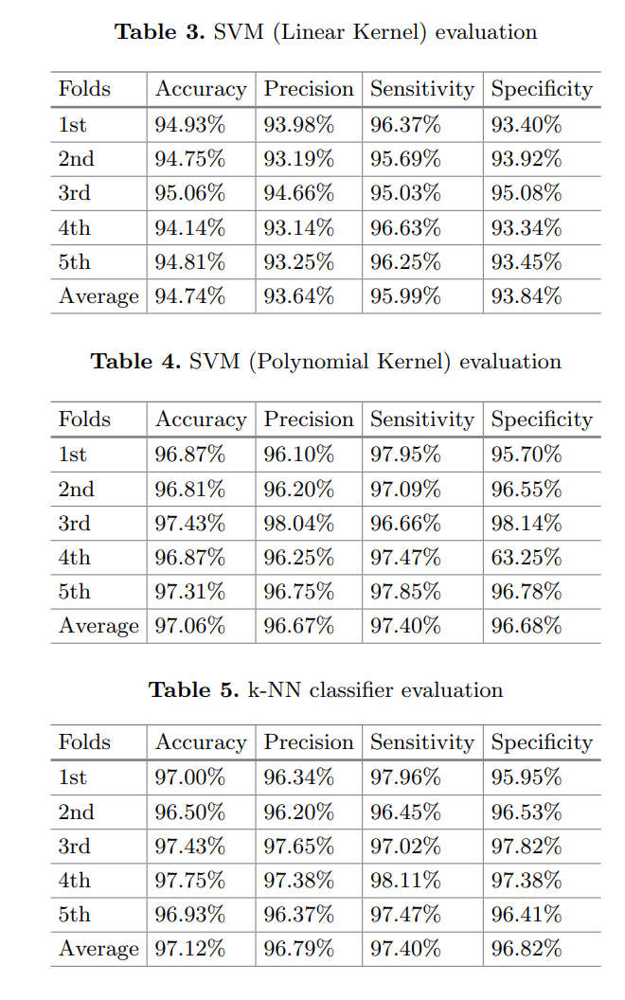 Table 3. SVM (Linear Kernel) evaluation
Folds Accuracy Precision Sensitivity Specificity
1st 94.93% 93.98% 96.37% 93.40%
2nd 94.75% 93.19% 95.69% 93.92%
3rd 95.06% 94.66% 95.03% 95.08%
4th 94.14% 93.14% 96.63% 93.34%
5th 94.81% 93.25% 96.25% 93.45%
Average 94.74% 93.64% 95.99% 93.84%
Table 4. SVM (Polynomial Kernel) evaluation
Folds Accuracy Precision Sensitivity Specificity
1st 96.87% 96.10% 97.95% 95.70%
2nd 96.81% 96.20% 97.09% 96.55%
3rd 97.43% 98.04% 96.66% 98.14%
4th 96.87% 96.25% 97.47% 63.25%
5th 97.31% 96.75% 97.85% 96.78%
Average 97.06% 96.67% 97.40% 96.68%
Table 5. k-NN classifier evaluation
Folds Accuracy Precision Sensitivity Specificity
1st 97.00% 96.34% 97.96% 95.95%
2nd 96.50% 96.20% 96.45% 96.53%
3rd 97.43% 97.65% 97.02% 97.82%
4th 97.75% 97.38% 98.11% 97.38%
5th 96.93% 96.37% 97.47% 96.41%
Average 97.12% 96.79% 97.40% 96.82%